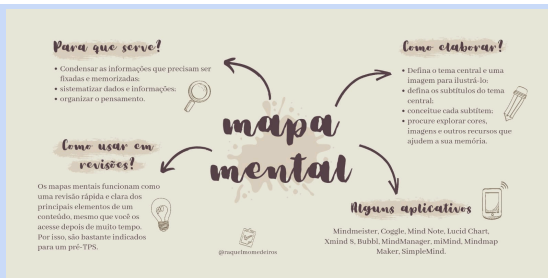 Para que serve?
• Condensar as informações que precisam ser
fixadas e memorizadas;
• sistematizar dados e informações;
• organizar o pensamento.
Como elaborar?
• Defina o tema central e uma
imagem para ilustrá-lo;
• defina os subtítulos do tema
central;
• conceitue cada subtítem;
• procure explorar cores,
imagens e outros recursos que
ajudem a sua memória.
mapa
mental
Como usar em
revisões?
Os mapas mentais funcionam como
uma revisão rápida e clara dos
principais elementos de um
conteúdo, mesmo que você os
acesse depois de muito tempo.
Por isso, são bastante indicados
para um pré-TPS.
Alguns aplicativos
Mindmeister, Coggle, Mind Note, Lucid Chart,
Xmind 8, Bubbl, MindManager, miMind, Mindmap
Maker, SimpleMind.
@raquelmomedeiros